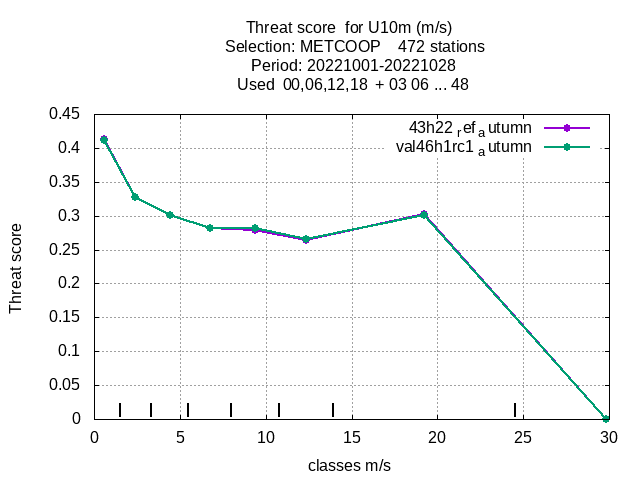 Threat score for U10m (m/s)
Selection: METCOOP 472 stations
Period: 20221001-20221028
Used 00,06,12,18 + 03 06 ... 48
43h22 ref a utumn
val46h1rc1 a utumn
0.45
0.4
0.35
0.3
0.25
0.2
0.15
0.1
0.05
0
Threat score
0 5 10 15 20 25 30
classes m/s